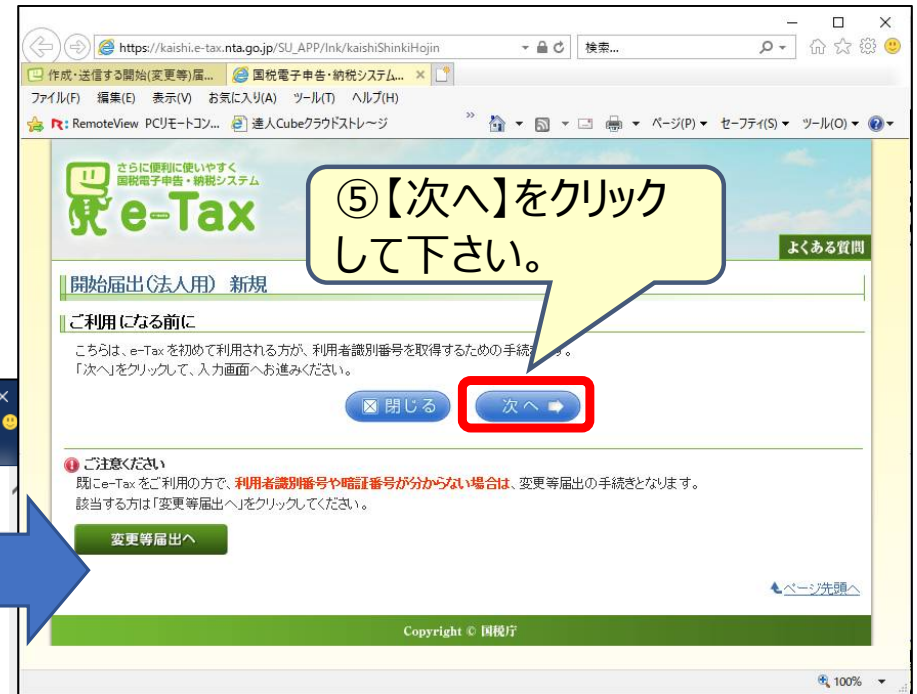 https://kaishi.e-tax.nta.go.jp/SU_APP/lnk/kaishiShinkiHojin
検索...
作成・送信する開始(変更等)届...
国税電子申告・納税システム...
ファイル(F) 編集(E) 表示(V) お気に入り(A) ツール(T) ヘルプ(H)
RemoteView PCリモートコン... 達人Cubeクラウドストレージ
ページ(P) セーフティ(S) ツール(O)
さらに便利に使いやすく
国税電子申告・納税システム
e-Tax
⑤【次へ】をクリック
して下さい。
よくある質問
開始届出(法人用) 新規
ご利用になる前に
こちらは、e-Taxを初めて利用される方が、利用者識別番号を取得するための手続き です。
「次へ」をクリックして、入力画面へお進みください。
閉じる
次へ
ご注意ください
既にe-Taxをご利用の方で、利用者識別番号や暗証番号が分からない場合は、変更等届出の手続きとなります。
該当する方は「変更等届出へ」をクリックしてください。
変更等届出へ
ページ先頭へ
Copyright © 国税庁
100%